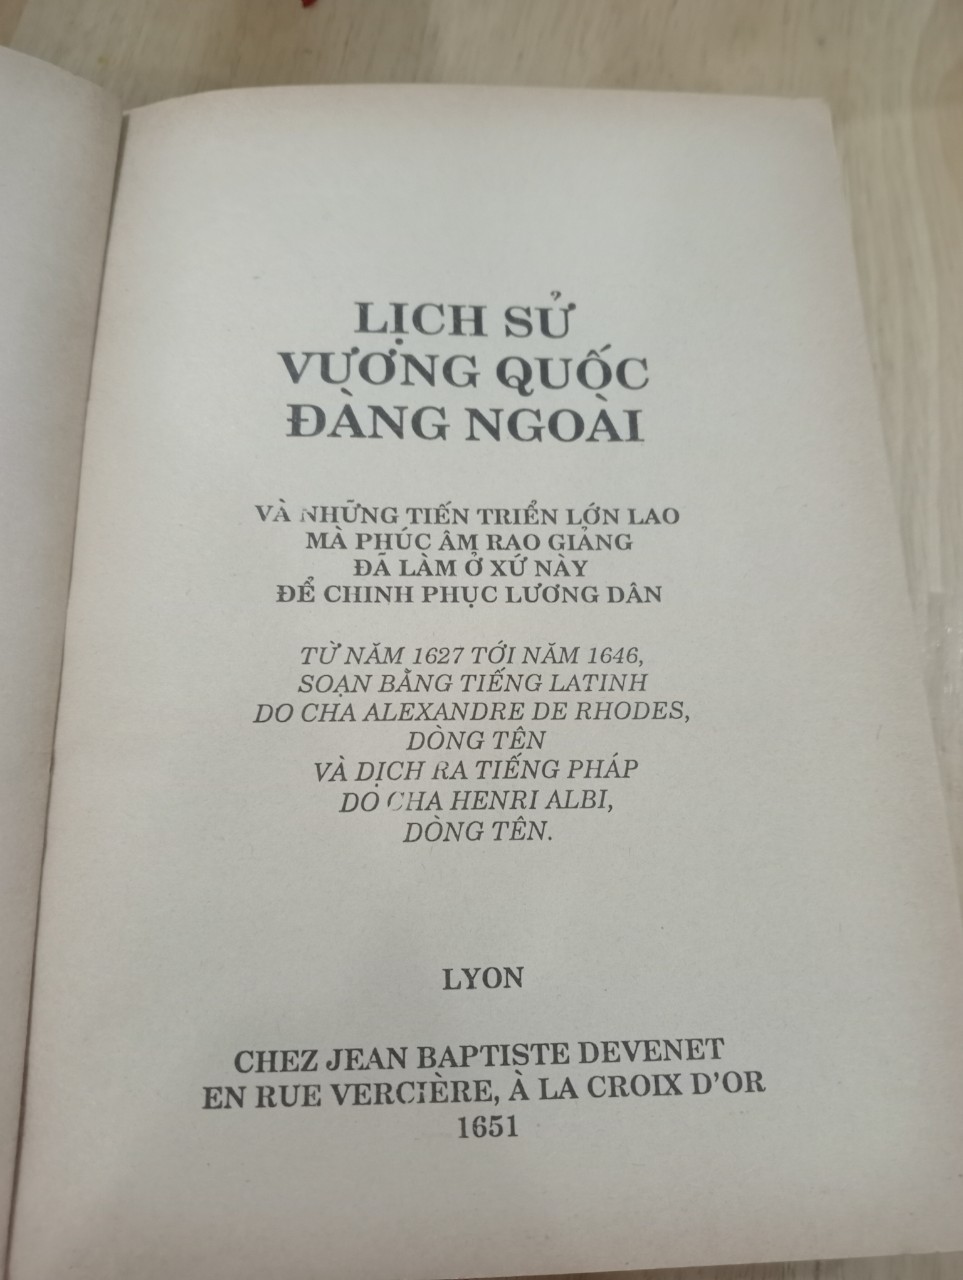 LỊCH SỬ
VƯƠNG QUỐC
ĐÀNG NGOÀI
VÀ NHỮNG TIẾN TRIỂN LỚN LAO
MÀ PHÚC ÂM RAO GIẢNG
ĐÃ LÀM Ở XỨ NÀY
ĐỂ CHINH PHỤC LƯƠNG DÂN
TỪ NĂM 1627 TỚI NĂM 1646,
SOẠN BẰNG TIẾNG LATINH
DO CHA ALEXANDRE DE RHODES,
DÒNG TÊN
VÀ DỊCH RA TIẾNG PHÁP
DO CHA HENRI ALBI,
DÒNG TÊN.
LYON
CHEZ JEAN BAPTISTE DEVENET
EN RUE VERCIÈRE, À LA CROIX D'OR
1651